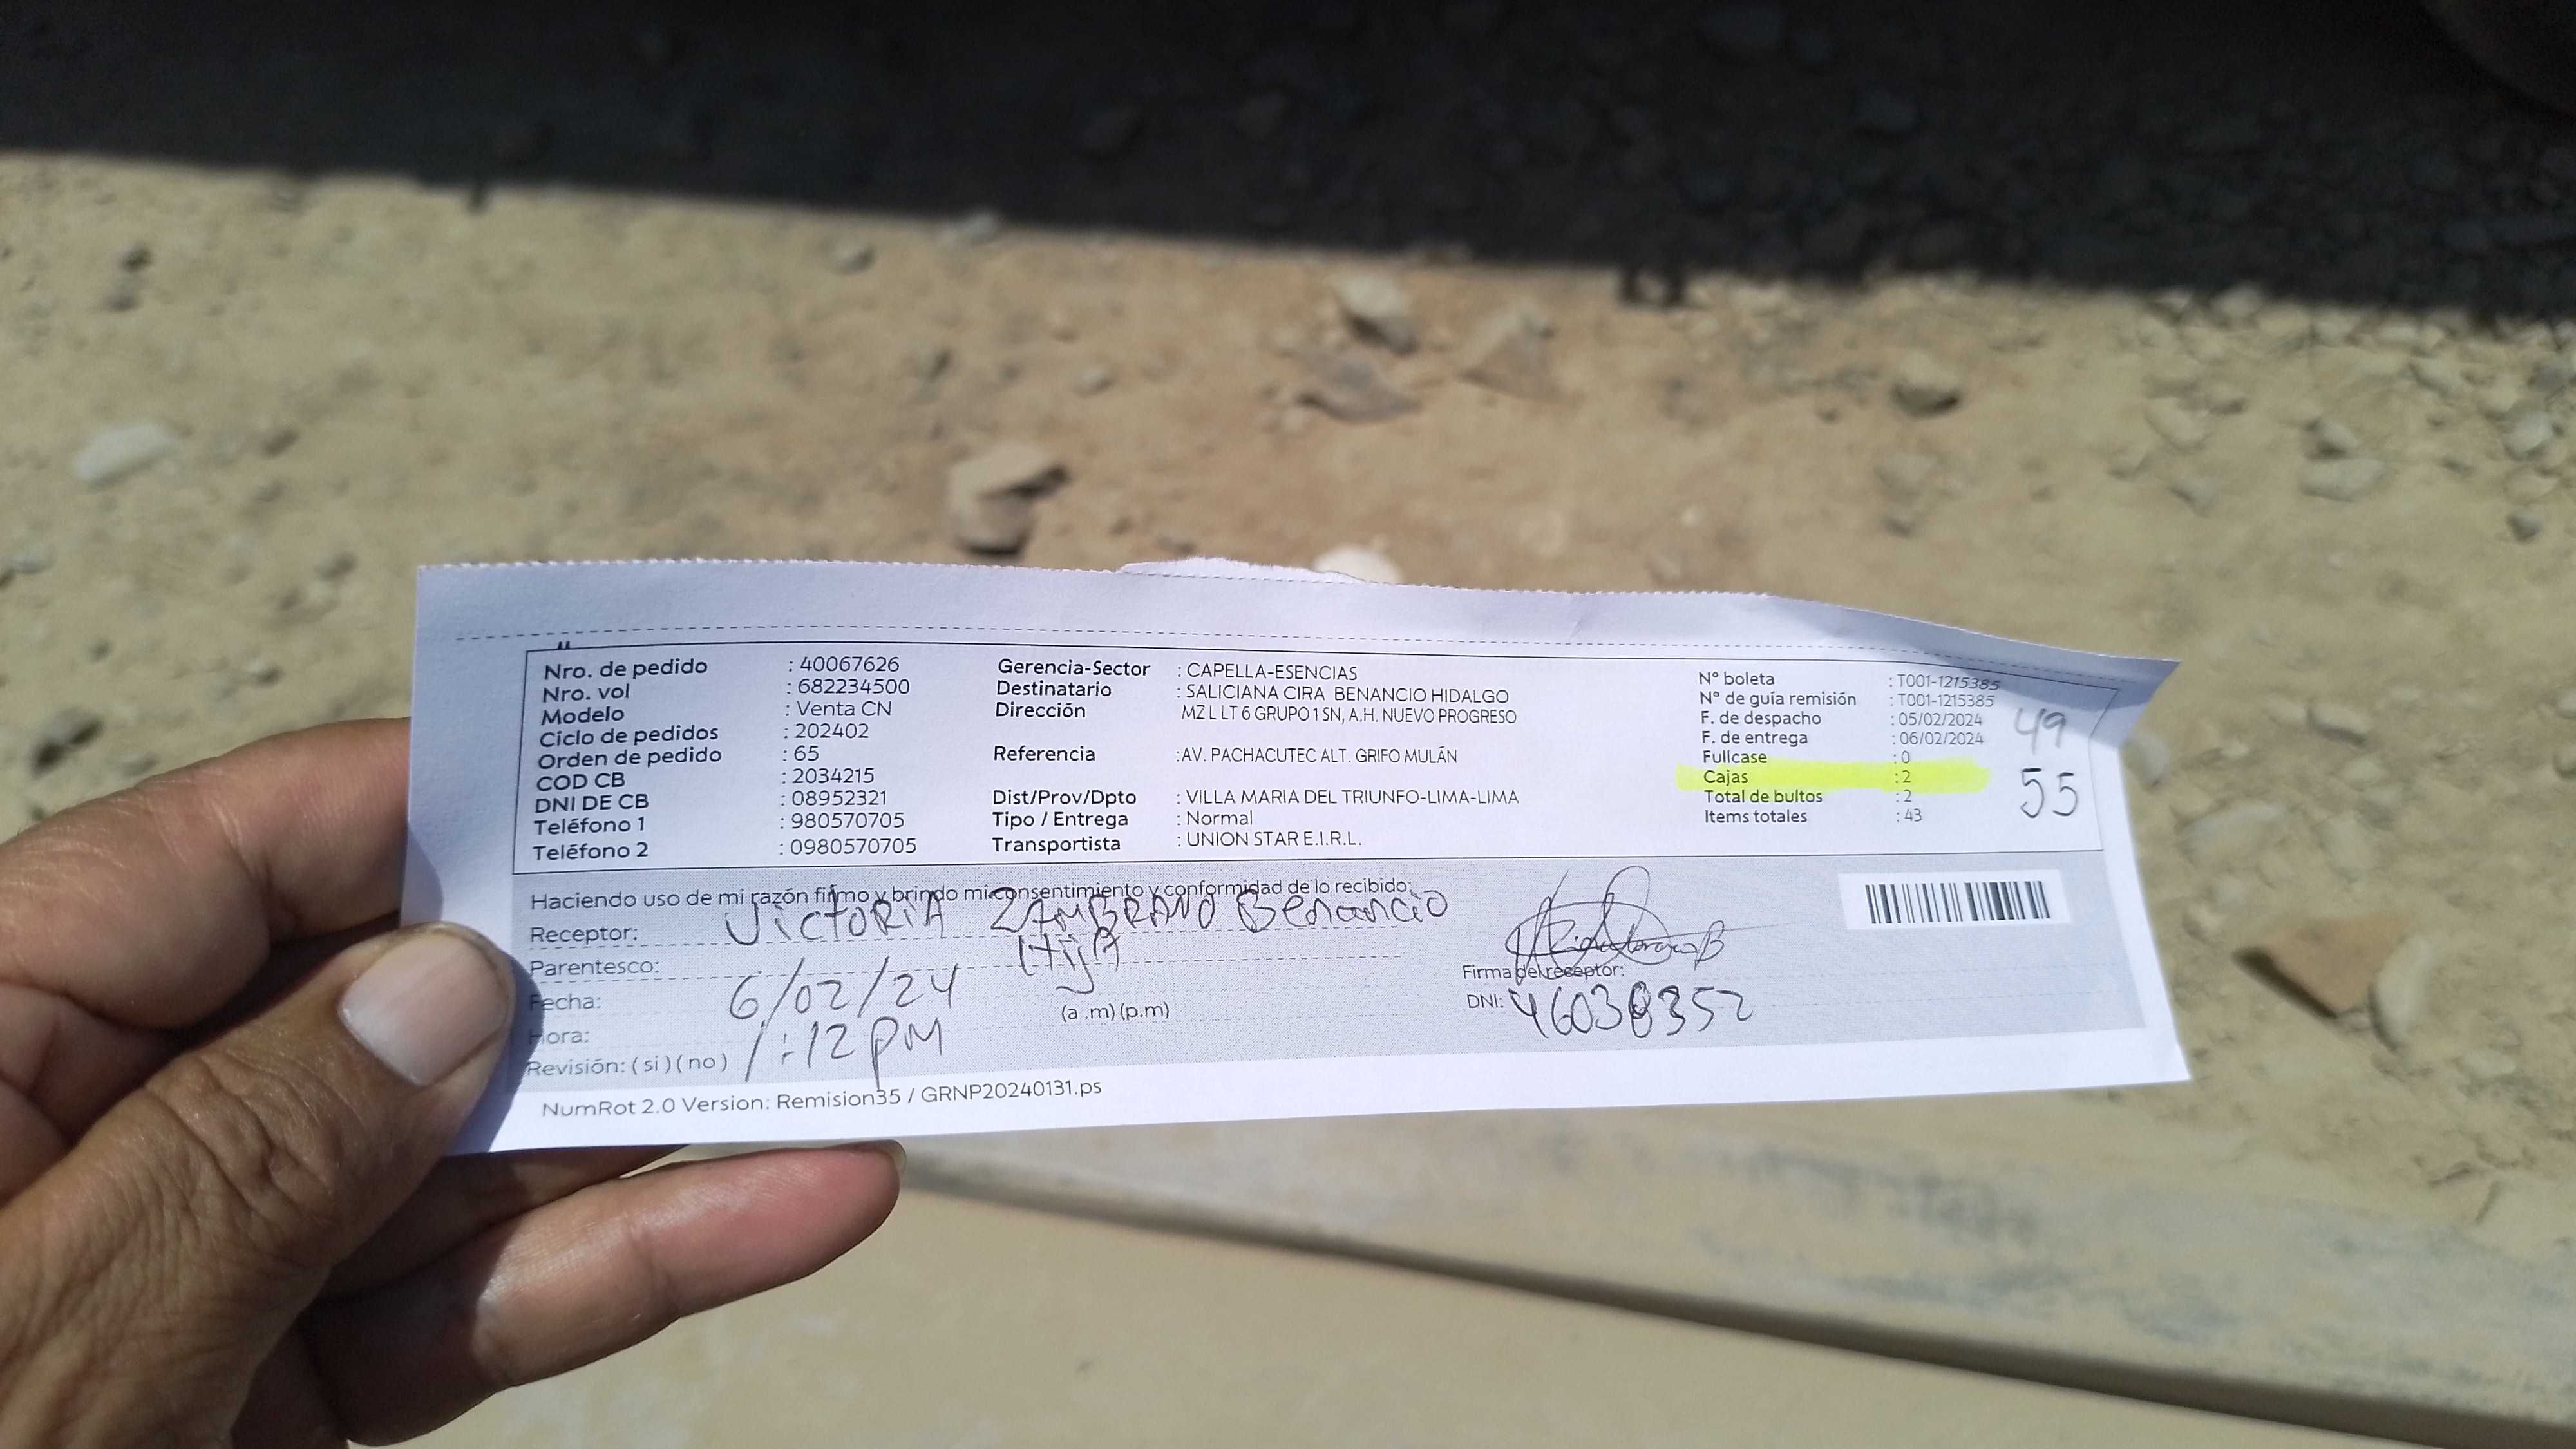 Nro. de pedido : 40067626
Nro. vol : 682234500
Modelo : Venta CN
Ciclo de pedidos : 202402
Orden de pedido : 65
COD CB : 2034215
DNI DE CB : 08952321
Teléfono 1 : 980570705
Teléfono 2 : 0980570705
Gerencia-Sector : CAPELLA-ESENCIAS
Destinatario : SALICIANA CIRA BENANCIO HIDALGO
Dirección MZ L LT 6 GRUPO 1 SN, A.H. NUEVO PROGRESO
Referencia : AV. PACHACUTEC ALT. GRIFO MULÁN
Dist/Prov/Dpto : VILLA MARIA DEL TRIUNFO-LIMA-LIMA
Tipo / Entrega : Normal
Transportista : UNION STAR E.I.R.L.
N° boleta : T001-1215385
N° de guía remisión : T001-1215385
F. de despacho : 05/02/2024
F. de entrega : 06/02/2024
Fullcase : 0
Cajas : 2
Total de bultos : 2
Items totales : 43
49
55
Haciendo uso de mi razón firmo y brindo mi consentimiento y conformidad de lo recibido:
Receptor: VICTORIA ZAMBRANO Benancio
Parentesco: HijA
Fecha: 6/02/24
Hora: 1:12 PM (a .m) (p.m)
Revisión: ( si ) ( no )
Firma del receptor:
DNI: 46038352
NumRot 2.0 Version: Remision35 / GRNP20240131.ps